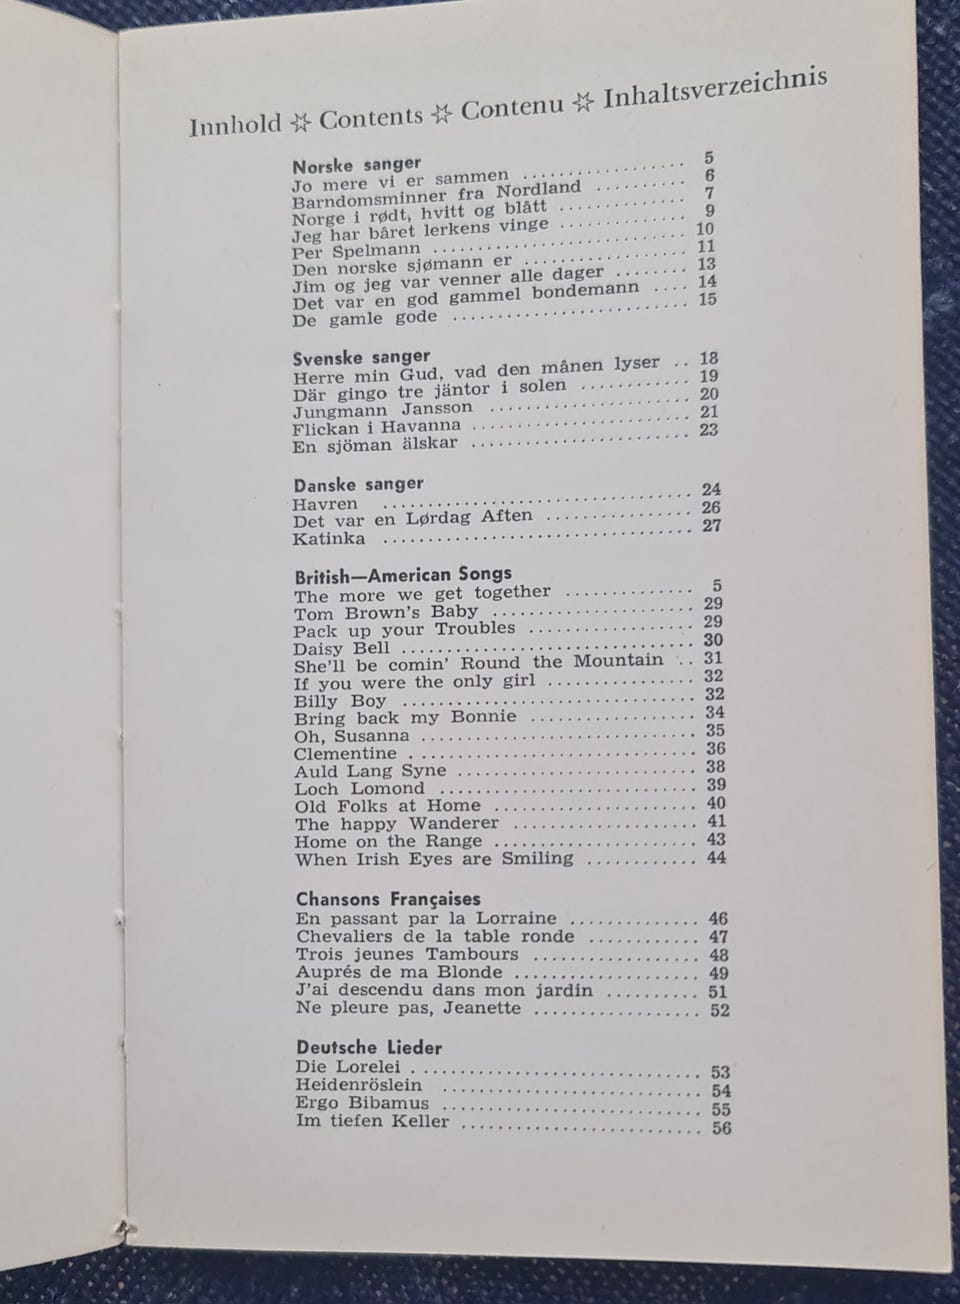 Innhold ✲ Contents ✲ Contenu ✲ Inhaltsverzeichnis
Norske sanger
Jo mere vi er sammen .................. 5
Barndomsminner fra Nordland .......... 6
Norge i rødt, hvitt og blått .............. 7
Jeg har båret lerkens vinge .............. 9
Per Spelmann ............................ 10
Den norske sjømann er .................. 11
Jim og jeg var venner alle dager ........ 13
Det var en god gammel bondemann .... 14
De gamle gode .......................... 15
Svenske sanger
Herre min Gud, vad den månen lyser .. 18
Där gingo tre jäntor i solen ............ 19
Jungmann Jansson ...................... 20
Flickan i Havanna ........................ 21
En sjöman älskar ........................ 23
Danske sanger
Havren .................................. 24
Det var en Lørdag Aften ................ 26
Katinka .................................. 27
British—American Songs
The more we get together .............. 5
Tom Brown's Baby ...................... 29
Pack up your Troubles .................. 29
Daisy Bell ................................ 30
She'll be comin' Round the Mountain .. 31
If you were the only girl ................ 32
Billy Boy ................................ 32
Bring back my Bonnie .................. 34
Oh, Susanna .............................. 35
Clementine ................................ 36
Auld Lang Syne .......................... 38
Loch Lomond ............................ 39
Old Folks at Home ...................... 40
The happy Wanderer .................... 41
Home on the Range ...................... 43
When Irish Eyes are Smiling ............ 44
Chansons Françaises
En passant par la Lorraine .............. 46
Chevaliers de la table ronde ............ 47
Trois jeunes Tambours .................. 48
Auprés de ma Blonde .................... 49
J'ai descendu dans mon jardin .......... 51
Ne pleure pas, Jeanette .................. 52
Deutsche Lieder
Die Lorelei ................................ 53
Heidenröslein ............................ 54
Ergo Bibamus ............................ 55
Im tiefen Keller .......................... 56